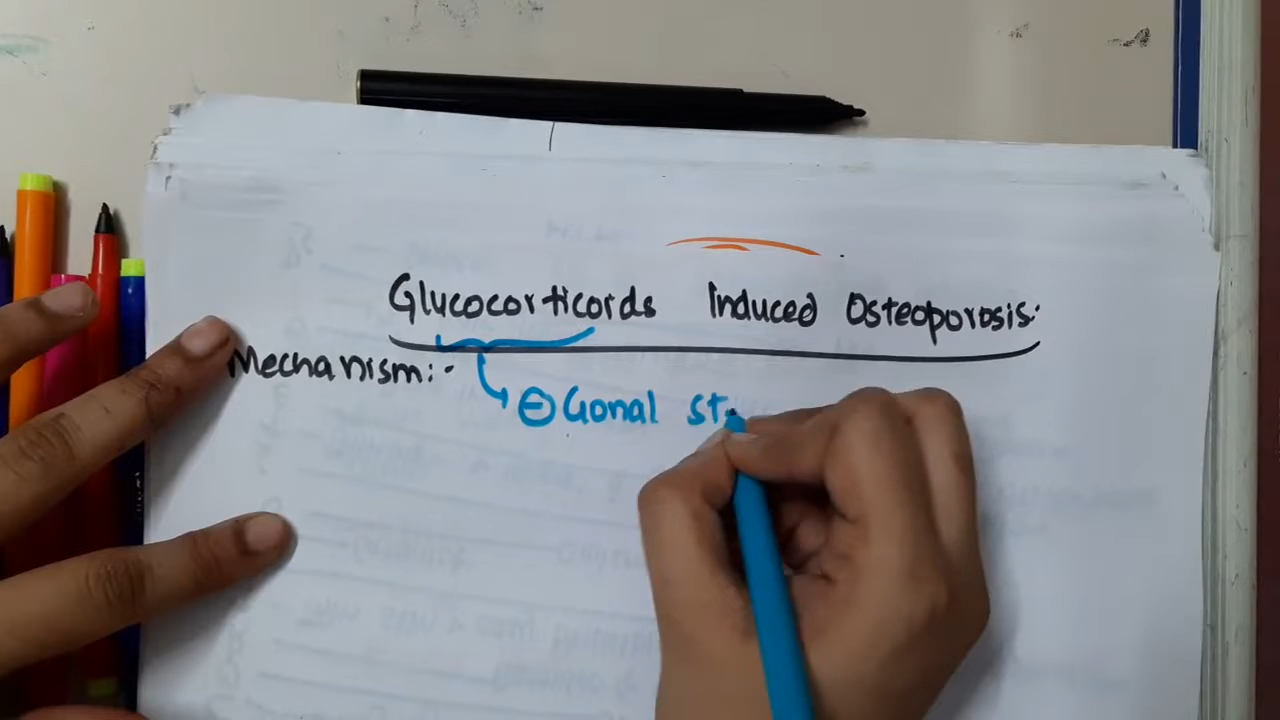 Glucocorticords Induced Osteoporosis:
Mechanism:-
⊖ Gonal st